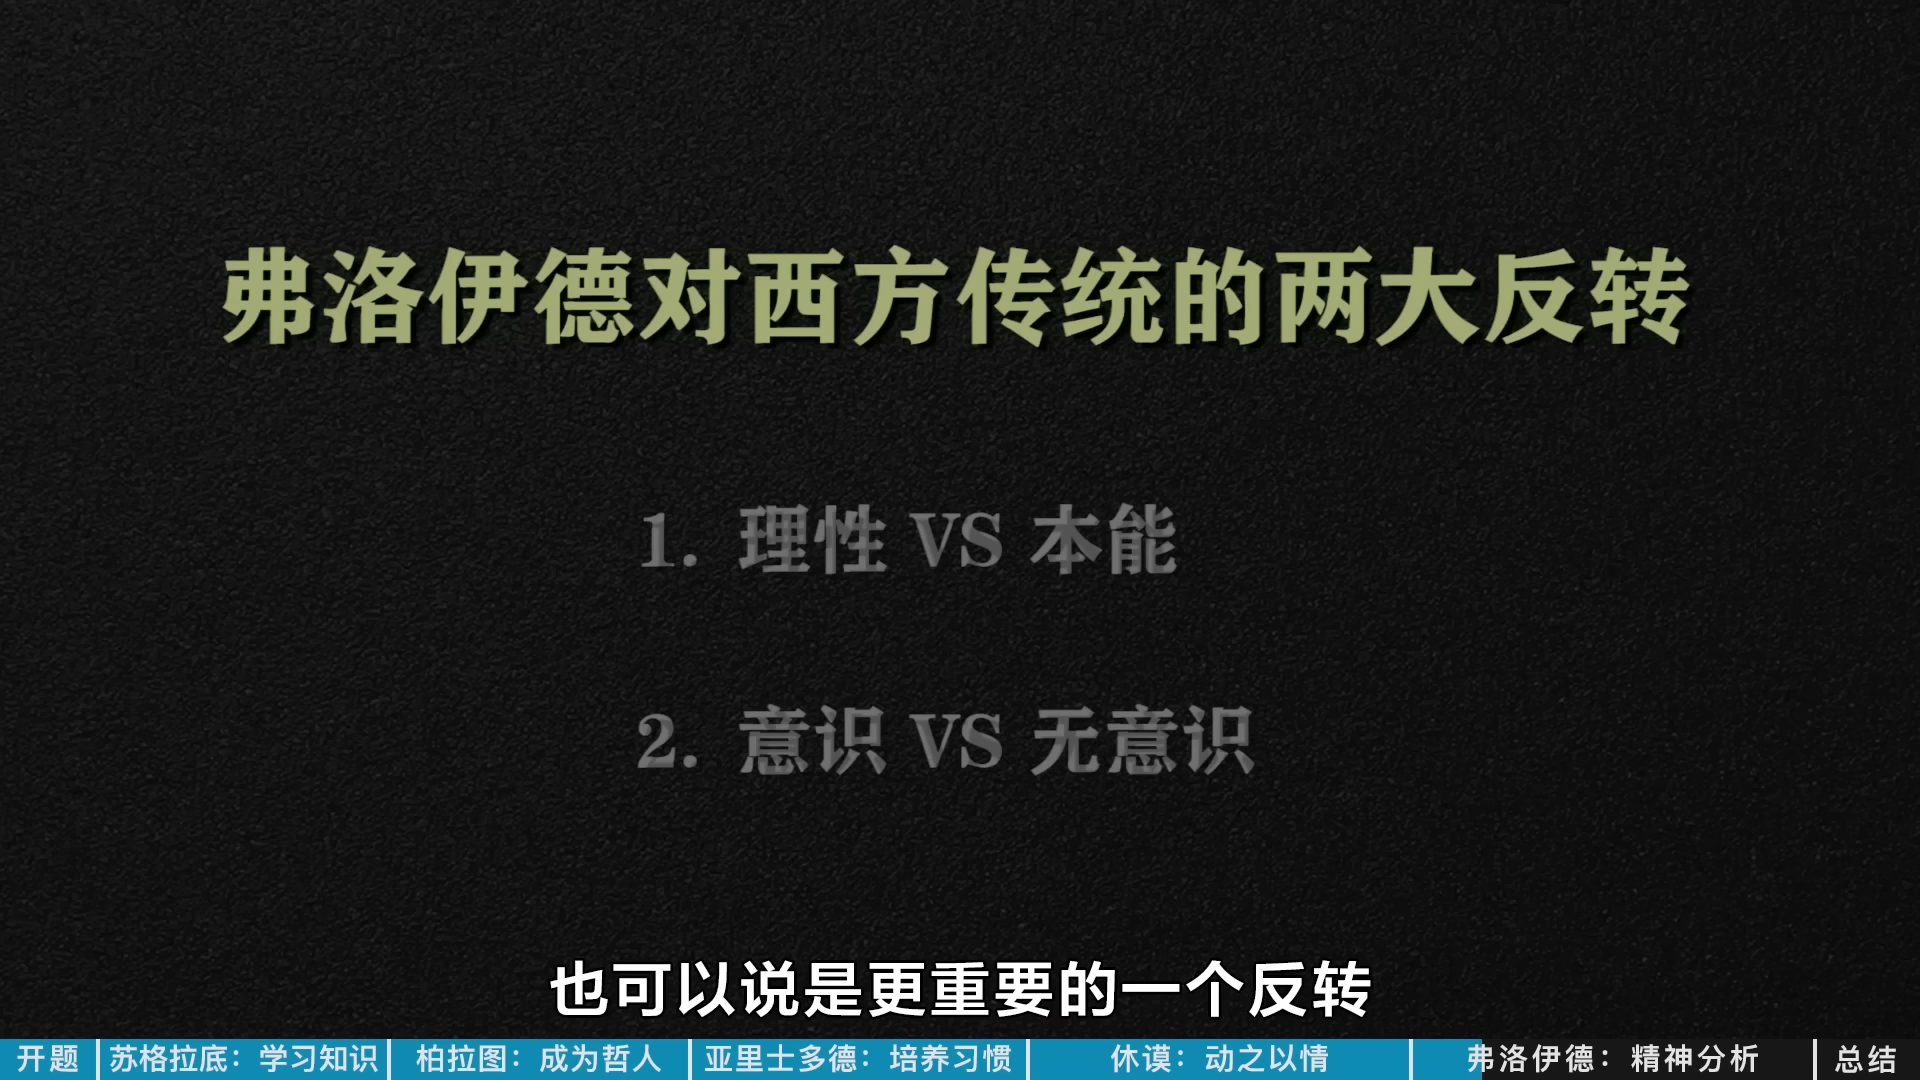 弗洛伊德对西方传统的两大反转
1. 理性 VS 本能
2. 意识 VS 无意识
也可以说是更重要的一个反转
开题 苏格拉底：学习知识 柏拉图：成为哲人 亚里士多德：培养习惯 休谟：动之以情 弗洛伊德：精神分析 总结